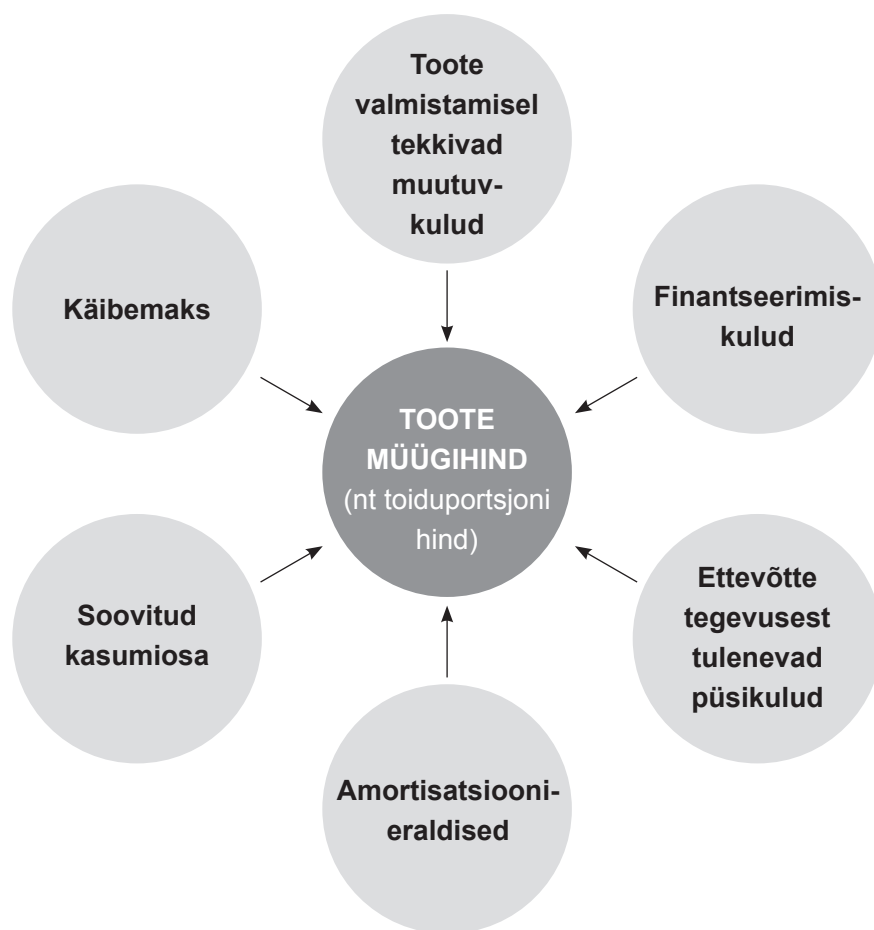 Toote
valmistamisel
tekkivad
muutuv-
kulud
Käibemaks
Finantseerimis-
kulud
TOOTE
MÜÜGIHIND
(nt toiduportsjoni
hind)
Soovitud
kasumiosa
Ettevõtte
tegevusest
tulenevad
püsikulud
Amortisatsiooni-
eraldised